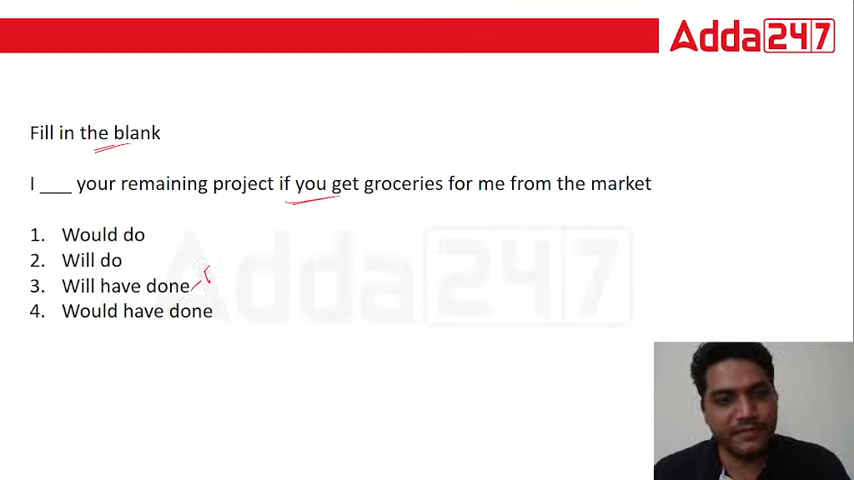 Adda247
Fill in the blank
I ___ your remaining project if you get groceries for me from the market
1. Would do
2. Will do
3. Will have done
4. Would have done
Adda247